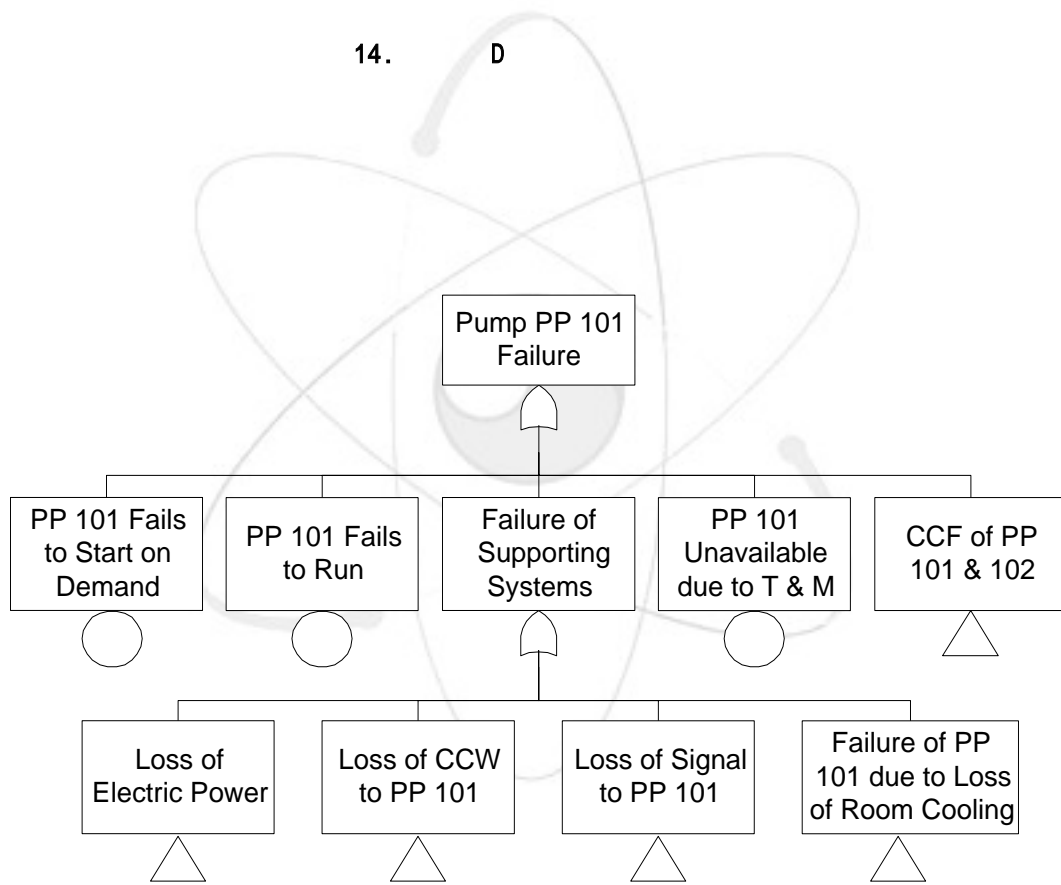 14. D
Pump PP 101
Failure
PP 101 Fails
to Start on
Demand
PP 101 Fails
to Run
Failure of
Supporting
Systems
PP 101
Unavailable
due to T & M
CCF of PP
101 & 102
Loss of
Electric Power
Loss of CCW
to PP 101
Loss of Signal
to PP 101
Failure of PP
101 due to Loss
of Room Cooling